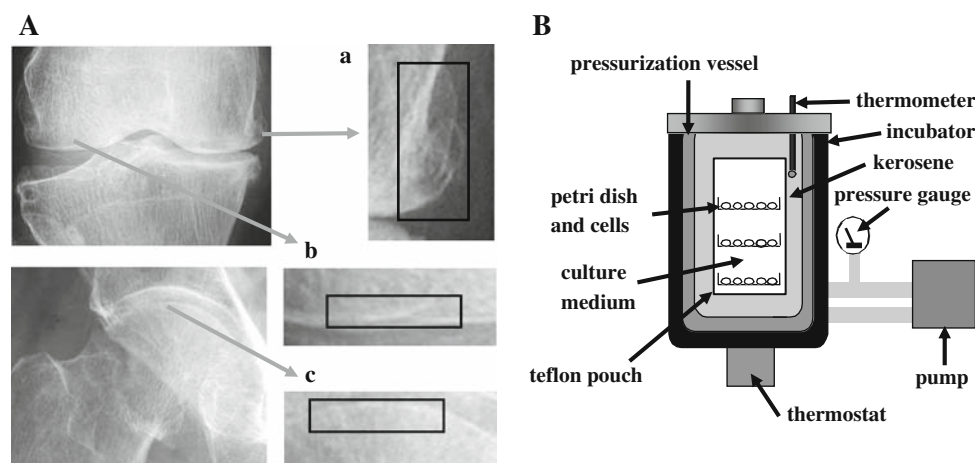 A
a
b
c
B
pressurization vessel
thermometer
incubator
kerosene
pressure gauge
petri dish
and cells
culture
medium
teflon pouch
pump
thermostat